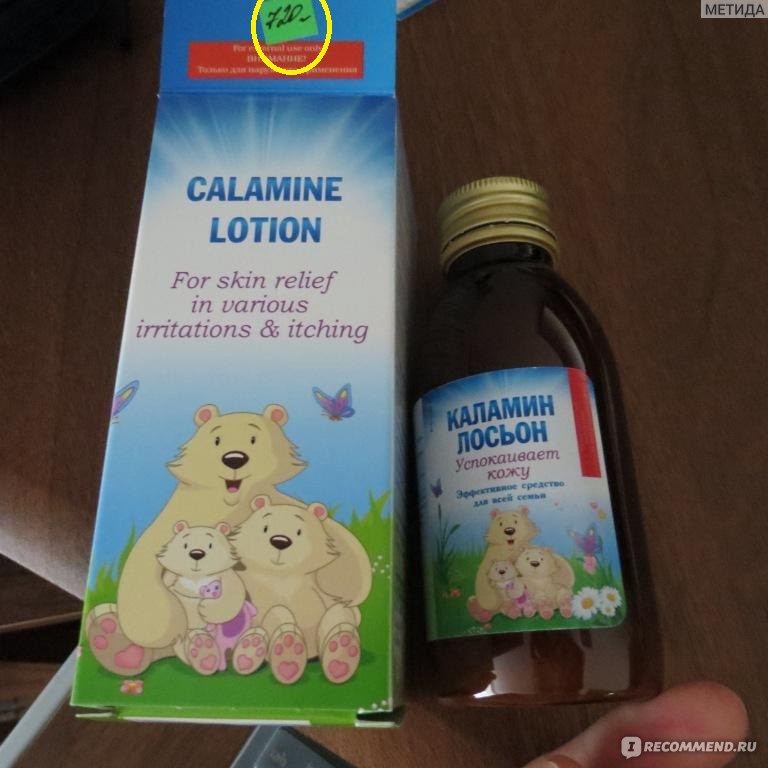 МЕТИДА
720-
For external use only
ВНИМАНИЕ!
Только для наружного применения
CALAMINE
LOTION
For skin relief
in various
irritations & itching
КАЛАМИН
ЛОСЬОН
Успокаивает
кожу
Эффективное средство
для всей семьи
IRECOMMEND.RU